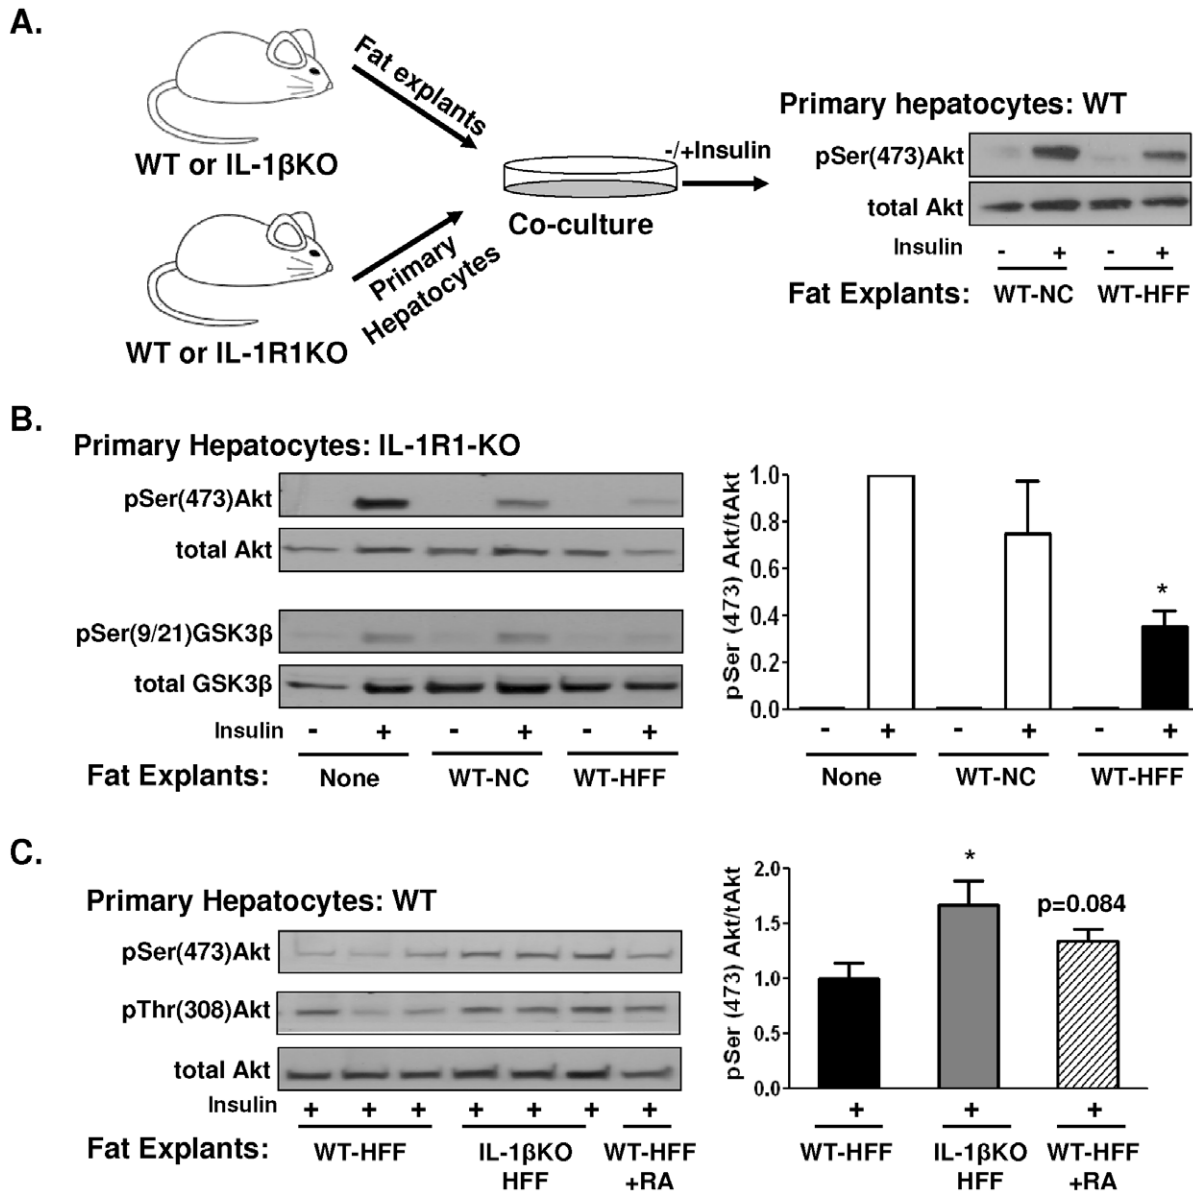 A.
Fat explants
WT or IL-1βKO
Primary
Hepatocytes
WT or IL-1R1KO
Co-culture
-/+Insulin
Primary hepatocytes: WT
pSer(473)Akt
total Akt
Insulin - + - +
Fat Explants: WT-NC WT-HFF
B.
Primary Hepatocytes: IL-1R1-KO
pSer(473)Akt
total Akt
pSer(9/21)GSK3β
total GSK3β
Insulin - + - + - +
Fat Explants: None WT-NC WT-HFF
pSer (473) Akt/tAkt
1.0
0.8
0.6
0.4
0.2
0.0
*
- + - + - +
None WT-NC WT-HFF
C.
Primary Hepatocytes: WT
pSer(473)Akt
pThr(308)Akt
total Akt
Insulin + + + + + + +
Fat Explants: WT-HFF IL-1βKO WT-HFF
HFF +RA
pSer (473) Akt/tAkt
2.0
1.5
1.0
0.5
0.0
*
p=0.084
+ + +
WT-HFF IL-1βKO WT-HFF
HFF +RA